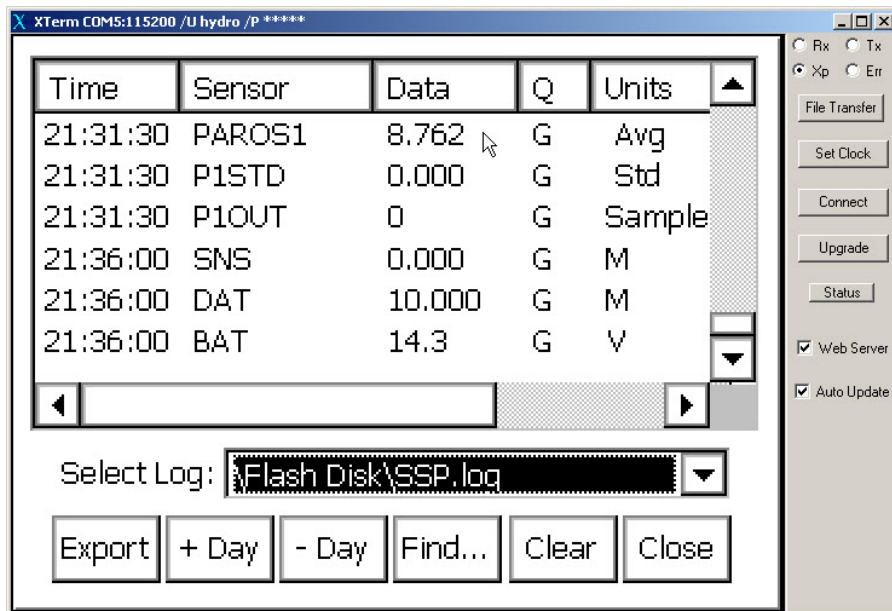 XTerm COM5:115200 /U hydro /P *****
Rx Tx
Xp Err
File Transfer
Set Clock
Connect
Upgrade
Status
Web Server
Auto Update
Time Sensor Data Q Units
21:31:30 PAROS1 8.762 G Avg
21:31:30 P1STD 0.000 G Std
21:31:30 P1OUT 0 G Sample
21:36:00 SNS 0.000 G M
21:36:00 DAT 10.000 G M
21:36:00 BAT 14.3 G V
Select Log: \Flash Disk\SSP.log
Export + Day - Day Find... Clear Close